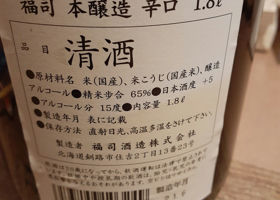 福司 本醸造 辛口 1.8ℓ
品目
清酒
●原材料名 米(国産米)、米こうじ(国産米)、醸造
アルコール●精米歩合 65%●日本酒度 +5
●アルコール分 15度●内容量 1.8ℓ
●製造年月 表に記載
●保存方法 直射日光、高温多湿をさけて下さい。
製造者 福司酒造株式会社
北海道釧路市住吉2丁目13番23号
製造年月